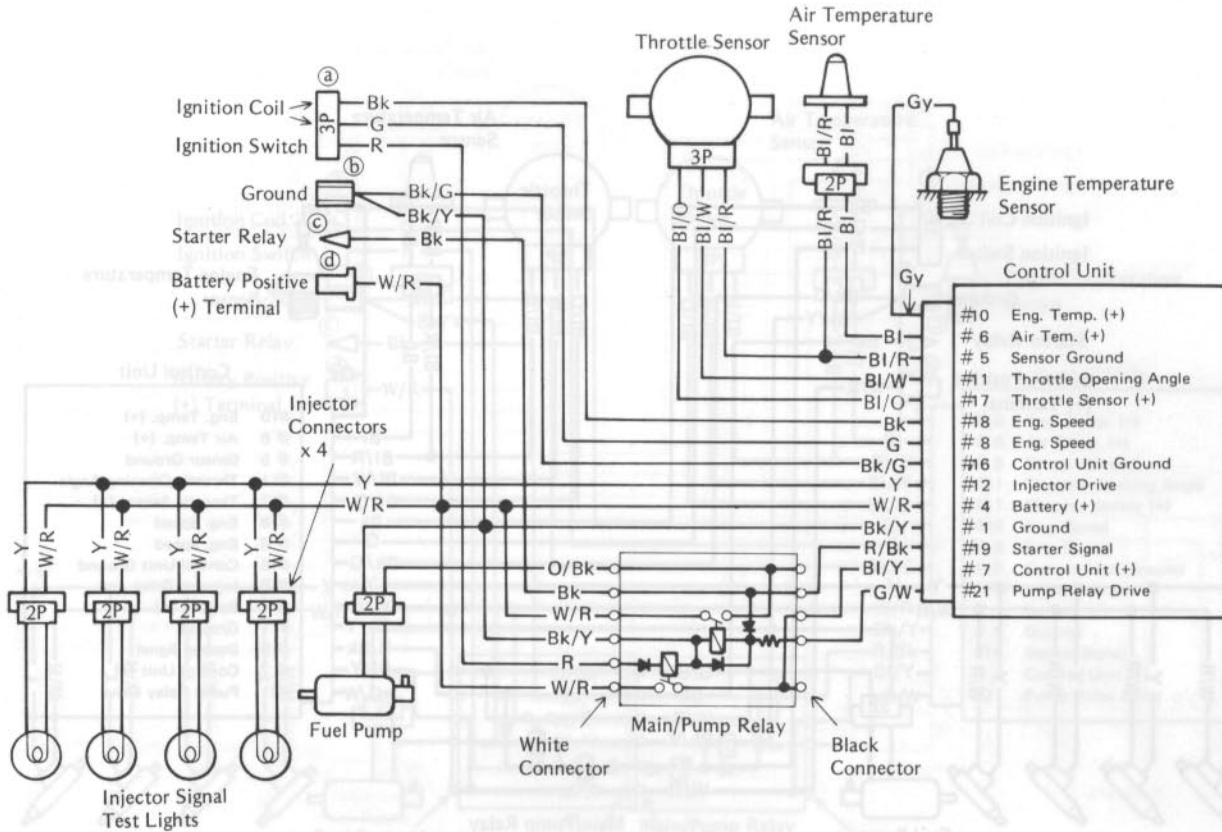 Throttle Sensor
Air Temperature
Sensor
ⓐ
Ignition Coil
3P
Bk
G
Ignition Switch
R
ⓑ
Ground
Bk/G
Bk/Y
ⓒ
Starter Relay
Bk
ⓓ
Battery Positive
(+) Terminal
W/R
3P
Bl/O
Bl/W
Bl/R
Bl/R
Bl
2P
Bl/R
Bl
Gy
Engine Temperature
Sensor
Gy
Control Unit
#10 Eng. Temp. (+)
Bl #6 Air Tem. (+)
Bl/R #5 Sensor Ground
Bl/W #11 Throttle Opening Angle
Bl/O #17 Throttle Sensor (+)
Bk #18 Eng. Speed
G #8 Eng. Speed
Bk/G #16 Control Unit Ground
Y #12 Injector Drive
W/R #4 Battery (+)
Bk/Y #1 Ground
R/Bk #19 Starter Signal
Bl/Y #7 Control Unit (+)
G/W #21 Pump Relay Drive
Injector
Connectors
x 4
Y
W/R
Y
W/R
Y
W/R
Y
W/R
Y
W/R
2P
2P
2P
2P
2P
O/Bk
Bk
W/R
Bk/Y
R
W/R
Fuel Pump
Main/Pump Relay
White
Connector
Black
Connector
Injector Signal
Test Lights